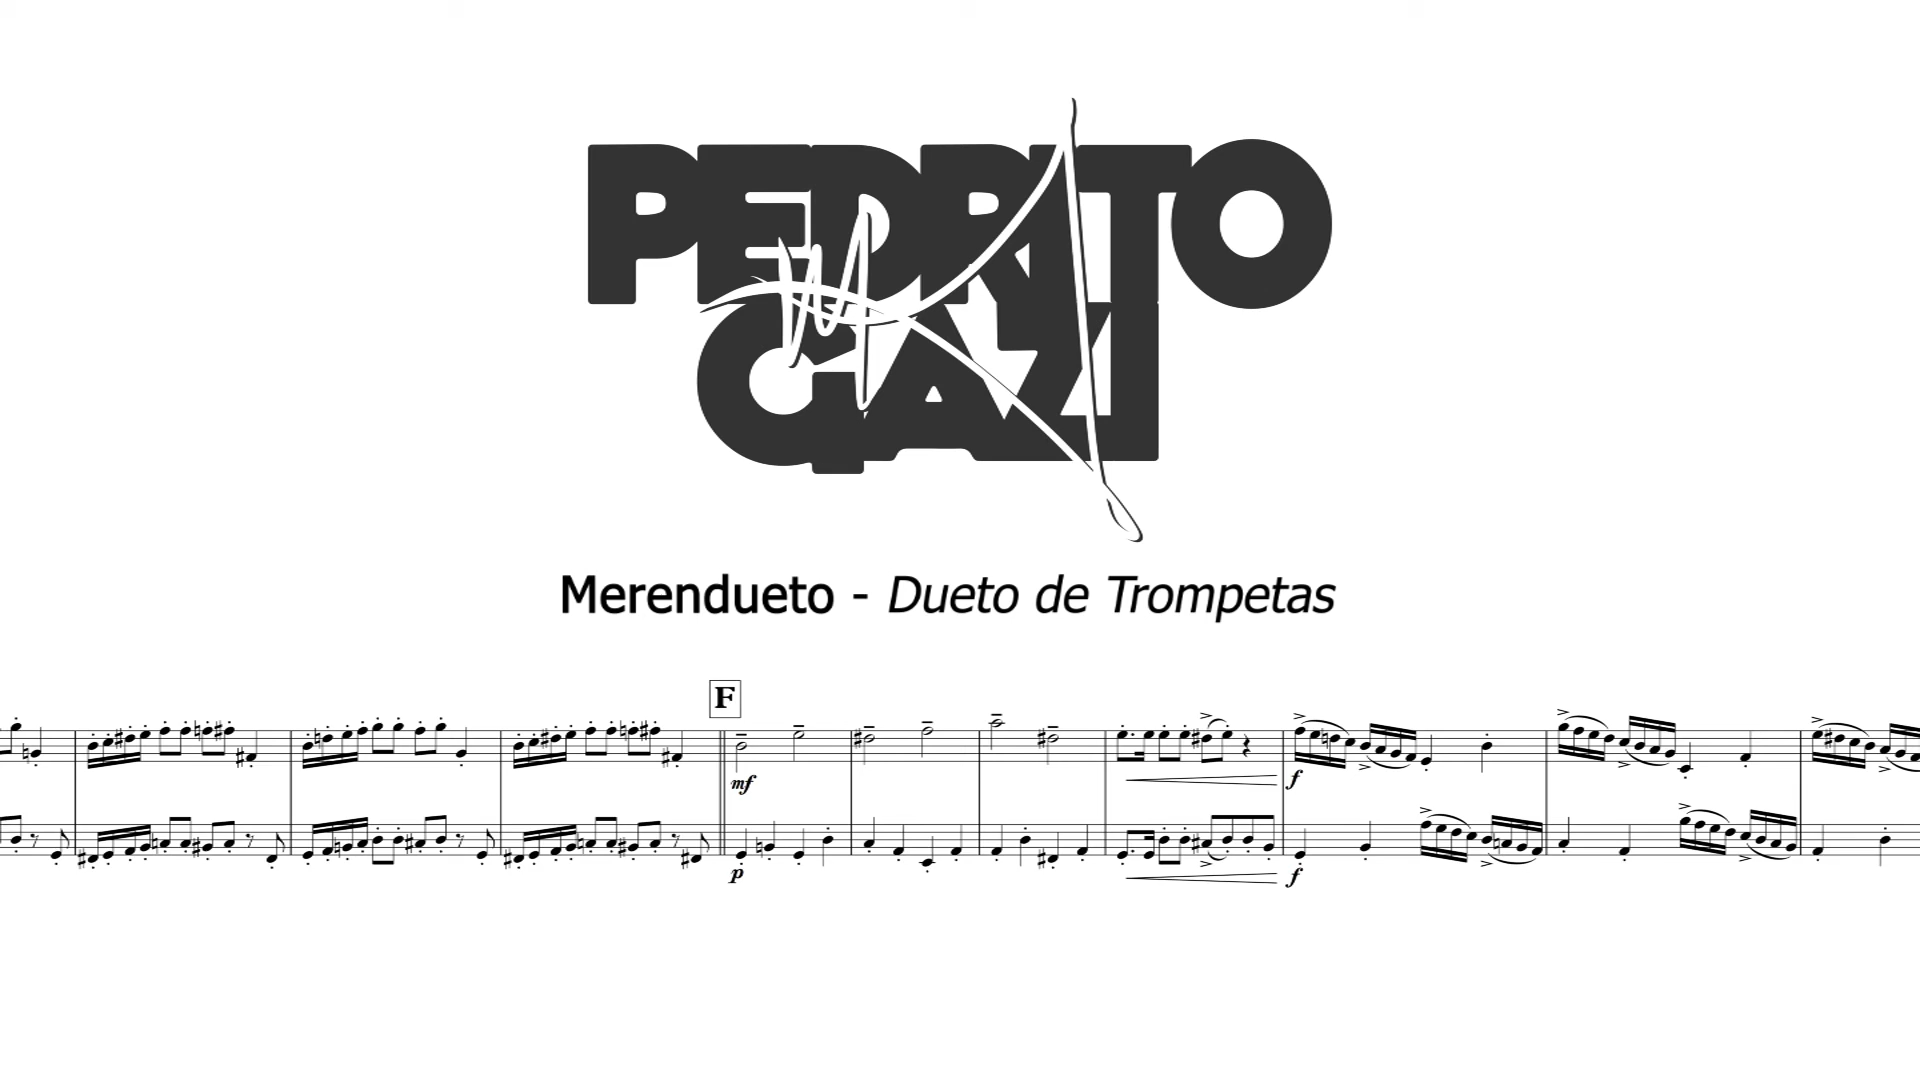 PEDRITO
GAZI
Merendueto - Dueto de Trompetas
F
mf
f
p
f